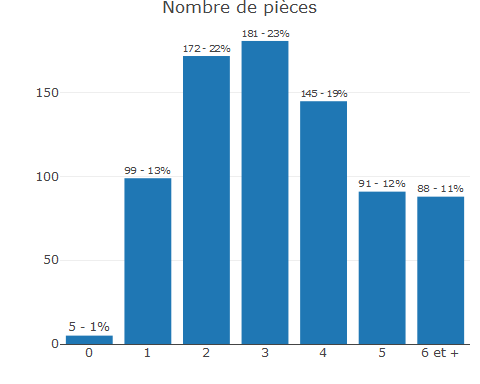 Nombre de pièces
181 - 23%
172 - 22%
145 - 19%
99 - 13%
91 - 12%
88 - 11%
5 - 1%
150
100
50
0
0 1 2 3 4 5 6 et +